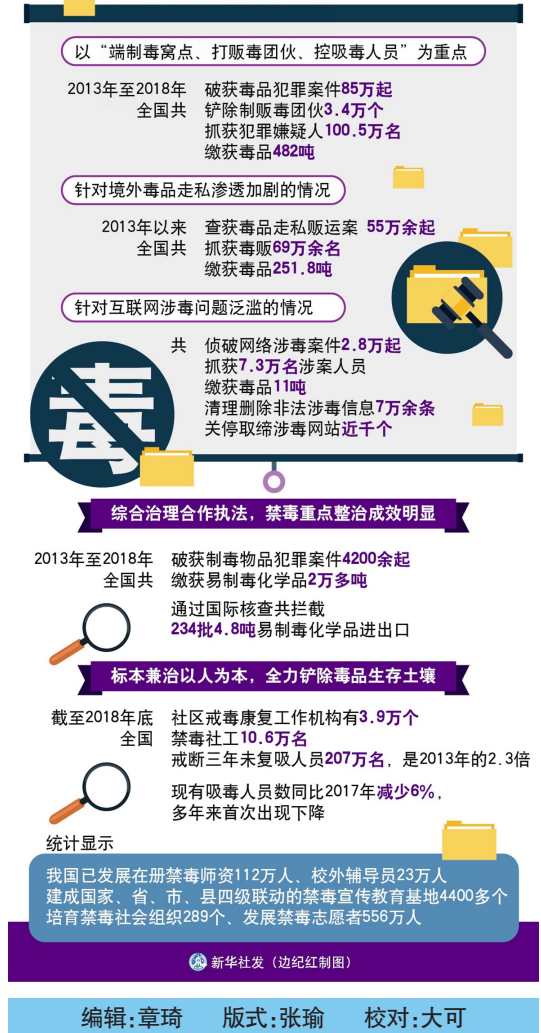 以“端制毒窝点、打贩毒团伙、控吸毒人员”为重点
2013年至2018年 破获毒品犯罪案件85万起
全国共 铲除制贩毒团伙3.4万个
抓获犯罪嫌疑人100.5万名
缴获毒品482吨
针对境外毒品走私渗透加剧的情况
2013年以来 查获毒品走私贩运案 55万余起
全国共 抓获毒贩69万余名
缴获毒品251.8吨
针对互联网涉毒问题泛滥的情况
共 侦破网络涉毒案件2.8万起
抓获7.3万名涉案人员
缴获毒品11吨
清理删除非法涉毒信息7万余条
关停取缔涉毒网站近千个
毒
综合治理合作执法，禁毒重点整治成效明显
2013年至2018年 破获制毒物品犯罪案件4200余起
全国共 缴获易制毒化学品2万多吨
通过国际核查共拦截
234批4.8吨易制毒化学品进出口
标本兼治以人为本，全力铲除毒品生存土壤
截至2018年底 社区戒毒康复工作机构有3.9万个
全国 禁毒社工10.6万名
戒断三年未复吸人员207万名，是2013年的2.3倍
现有吸毒人员数同比2017年减少6%，
多年来首次出现下降
统计显示
我国已发展在册禁毒师资112万人、校外辅导员23万人
建成国家、省、市、县四级联动的禁毒宣传教育基地4400多个
培育禁毒社会组织289个、发展禁毒志愿者556万人
新华社发（边纪红制图）
编辑:章琦 版式:张瑜 校对:大可